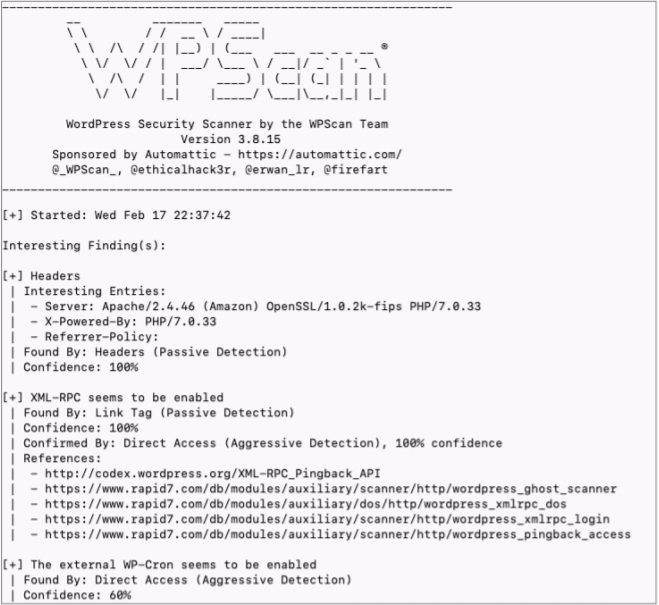 _______________________________________________________________
         __          _______   _____
         \ \        / /  __ \ / ____|
          \ \  /\  / /| |__) | (___   ___  __ _ _ __ ®
           \ \/  \/ / |  ___/ \___ \ / __|/ _` | '_ \
            \  /\  /  | |     ____) | (__| (_| | | | |
             \/  \/   |_|    |_____/ \___|\__,_|_| |_|
WordPress Security Scanner by the WPScan Team
Version 3.8.15
Sponsored by Automattic - https://automattic.com/
@_WPScan_, @ethicalhack3r, @erwan_lr, @firefart
_______________________________________________________________
[+] Started: Wed Feb 17 22:37:42
Interesting Finding(s):
[+] Headers
| Interesting Entries:
|  - Server: Apache/2.4.46 (Amazon) OpenSSL/1.0.2k-fips PHP/7.0.33
|  - X-Powered-By: PHP/7.0.33
|  - Referrer-Policy:
| Found By: Headers (Passive Detection)
| Confidence: 100%
[+] XML-RPC seems to be enabled
| Found By: Link Tag (Passive Detection)
| Confidence: 100%
| Confirmed By: Direct Access (Aggressive Detection), 100% confidence
| References:
|  - http://codex.wordpress.org/XML-RPC_Pingback_API
|  - https://www.rapid7.com/db/modules/auxiliary/scanner/http/wordpress_ghost_scanner
|  - https://www.rapid7.com/db/modules/auxiliary/dos/http/wordpress_xmlrpc_dos
|  - https://www.rapid7.com/db/modules/auxiliary/scanner/http/wordpress_xmlrpc_login
|  - https://www.rapid7.com/db/modules/auxiliary/scanner/http/wordpress_pingback_access
[+] The external WP-Cron seems to be enabled
| Found By: Direct Access (Aggressive Detection)
| Confidence: 60%